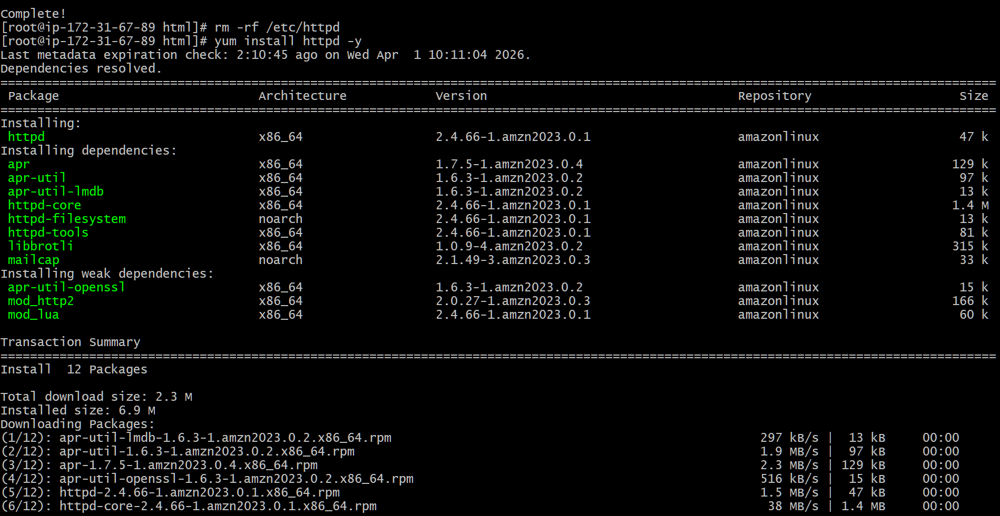 Complete!
[root@ip-172-31-67-89 html]# rm -rf /etc/httpd
[root@ip-172-31-67-89 html]# yum install httpd -y
Last metadata expiration check: 2:10:45 ago on Wed Apr  1 10:11:04 2026.
Dependencies resolved.
=======================================================================================================================================
 Package                           Architecture            Version                                  Repository                    Size
=======================================================================================================================================
Installing:
 httpd                             x86_64                  2.4.66-1.amzn2023.0.1                    amazonlinux                   47 k
Installing dependencies:
 apr                               x86_64                  1.7.5-1.amzn2023.0.4                     amazonlinux                  129 k
 apr-util                          x86_64                  1.6.3-1.amzn2023.0.2                     amazonlinux                   97 k
 apr-util-lmdb                     x86_64                  1.6.3-1.amzn2023.0.2                     amazonlinux                   13 k
 httpd-core                        x86_64                  2.4.66-1.amzn2023.0.1                    amazonlinux                  1.4 M
 httpd-filesystem                  noarch                  2.4.66-1.amzn2023.0.1                    amazonlinux                   13 k
 httpd-tools                       x86_64                  2.4.66-1.amzn2023.0.1                    amazonlinux                   81 k
 libbrotli                         x86_64                  1.0.9-4.amzn2023.0.2                     amazonlinux                  315 k
 mailcap                           noarch                  2.1.49-3.amzn2023.0.3                    amazonlinux                   33 k
Installing weak dependencies:
 apr-util-openssl                  x86_64                  1.6.3-1.amzn2023.0.2                     amazonlinux                   15 k
 mod_http2                         x86_64                  2.0.27-1.amzn2023.0.3                    amazonlinux                  166 k
 mod_lua                           x86_64                  2.4.66-1.amzn2023.0.1                    amazonlinux                   60 k
Transaction Summary
=======================================================================================================================================
Install  12 Packages
Total download size: 2.3 M
Installed size: 6.9 M
Downloading Packages:
(1/12): apr-util-lmdb-1.6.3-1.amzn2023.0.2.x86_64.rpm                                                  297 kB/s |  13 kB     00:00
(2/12): apr-util-1.6.3-1.amzn2023.0.2.x86_64.rpm                                                       1.9 MB/s |  97 kB     00:00
(3/12): apr-1.7.5-1.amzn2023.0.4.x86_64.rpm                                                            2.3 MB/s | 129 kB     00:00
(4/12): apr-util-openssl-1.6.3-1.amzn2023.0.2.x86_64.rpm                                               516 kB/s |  15 kB     00:00
(5/12): httpd-2.4.66-1.amzn2023.0.1.x86_64.rpm                                                         1.5 MB/s |  47 kB     00:00
(6/12): httpd-core-2.4.66-1.amzn2023.0.1.x86_64.rpm                                                     38 MB/s | 1.4 MB     00:00